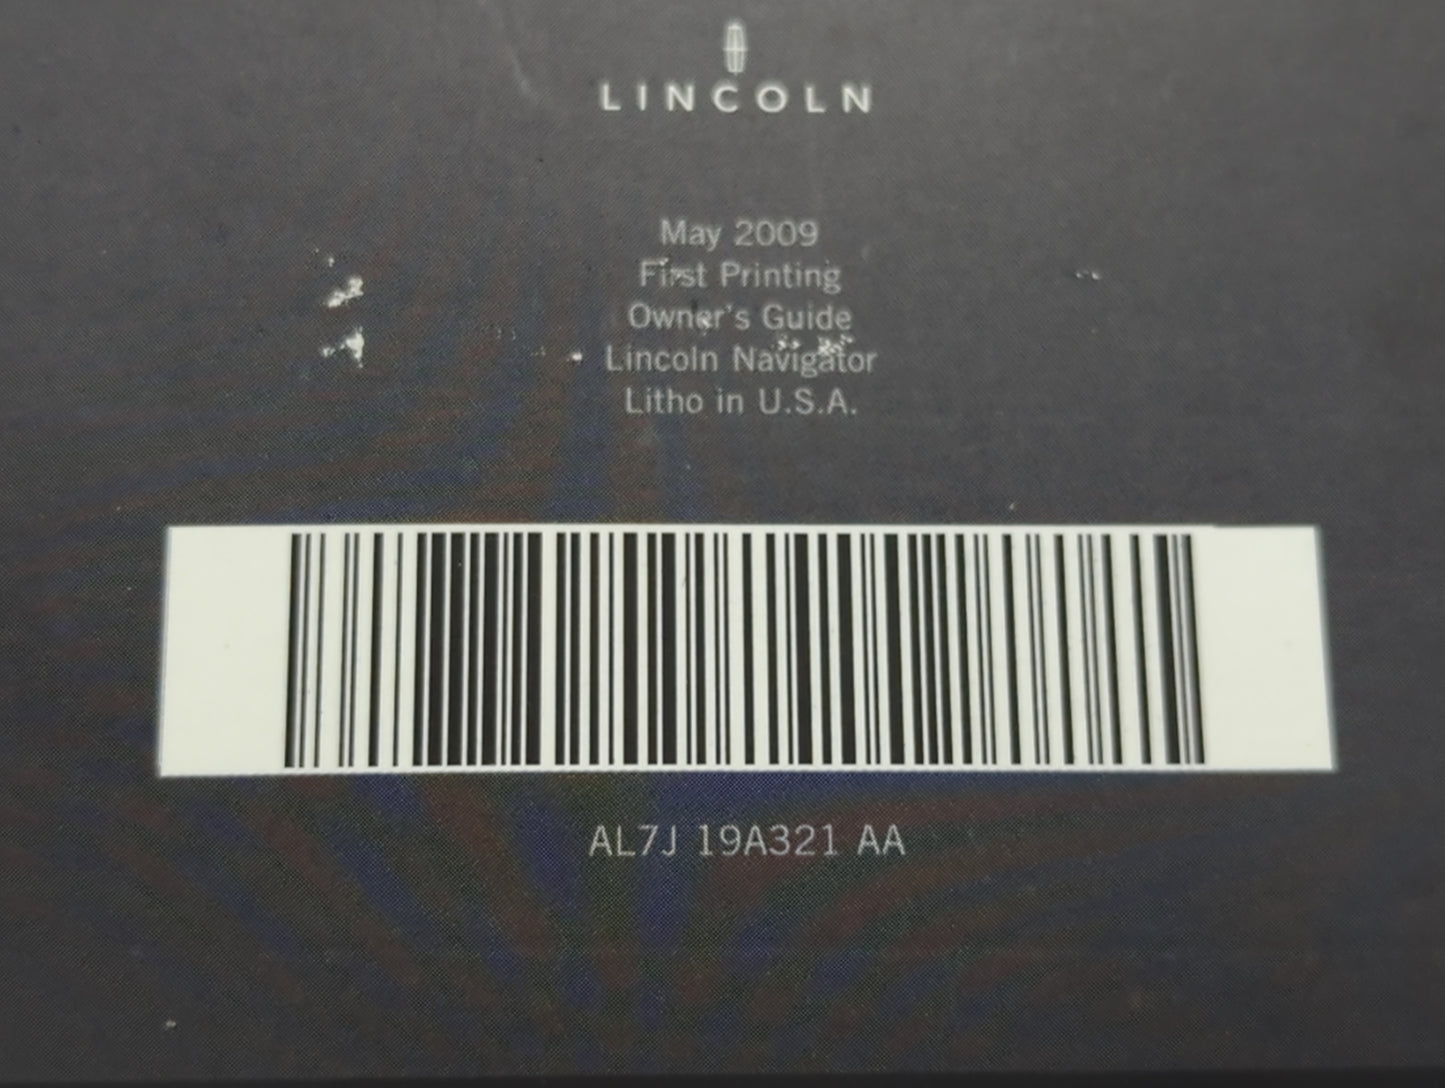 LINCOLN
May 2009
First Printing
Owner's Guide
Lincoln Navigator
Litho in U.S.A.
AL7J 19A321 AA